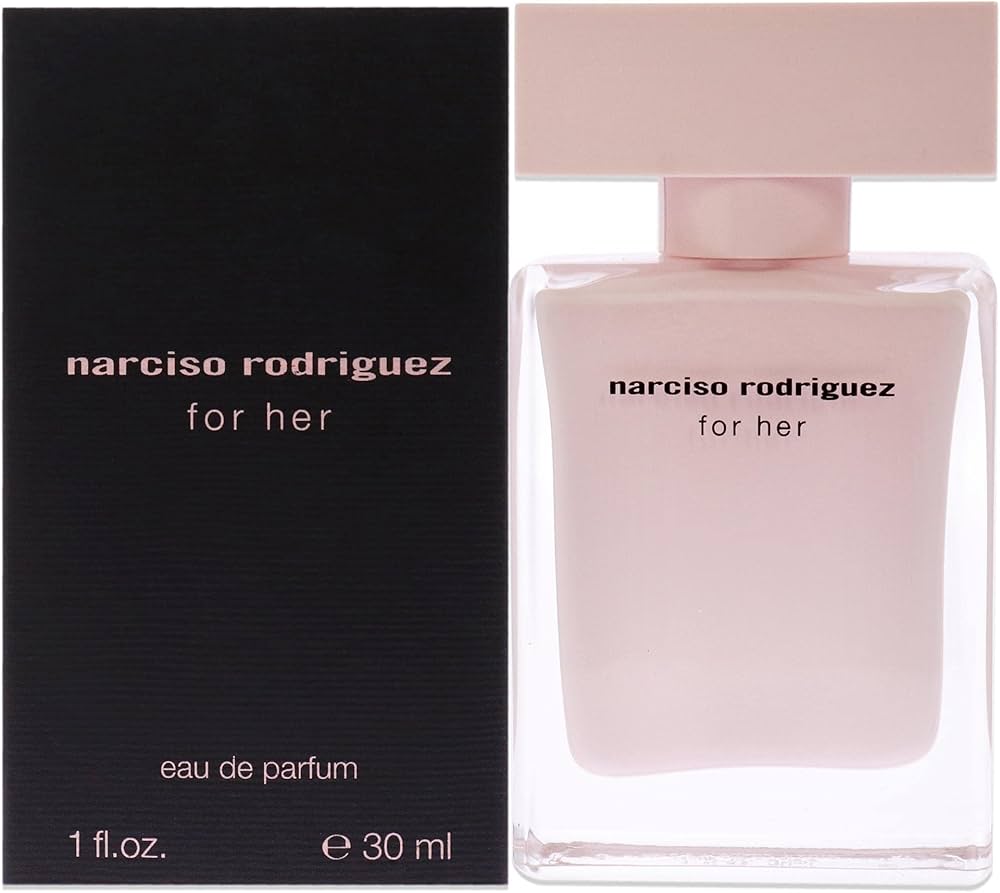 narciso rodriguez
for her
eau de parfum
1 fl.oz. ℮ 30 ml
narciso rodriguez
for her